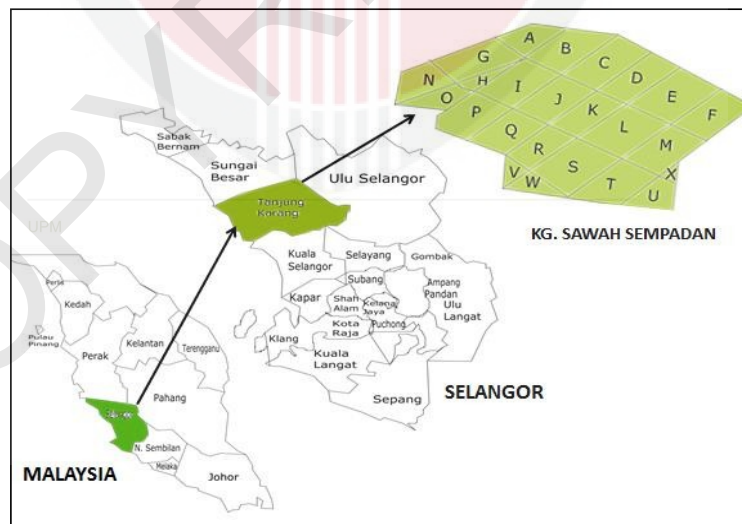 A
B
G
C
N
H
D
I
O
E
J
P
K
F
L
Q
R
M
S
X
V
W
T
U
KG. SAWAH SEMPADAN
Sabak
Bernam
Sungai
Besar
Ulu Selangor
Tanjung
Karang
UPM
Kuala
Selangor
Selayang
Gombak
Subang
Ampang
Pandan
Ulu
Langat
Kapar
Shah
Alam
Kelana
Jaya
Kota
Raja
Puchong
Klang
Kuala
Langat
Sepang
SELANGOR
Perlis
Kedah
Pulau
Pinang
Perak
Kelantan
Terengganu
Pahang
N. Sembilan
Melaka
Johor
MALAYSIA